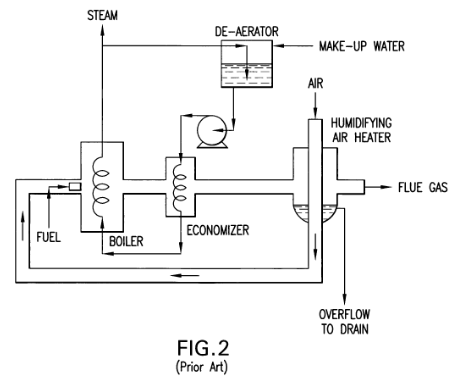 STEAM
DE-AERATOR
MAKE-UP WATER
AIR
HUMIDIFYING
AIR HEATER
FLUE GAS
FUEL
BOILER
ECONOMIZER
OVERFLOW
TO DRAIN
FIG.2
(Prior Art)